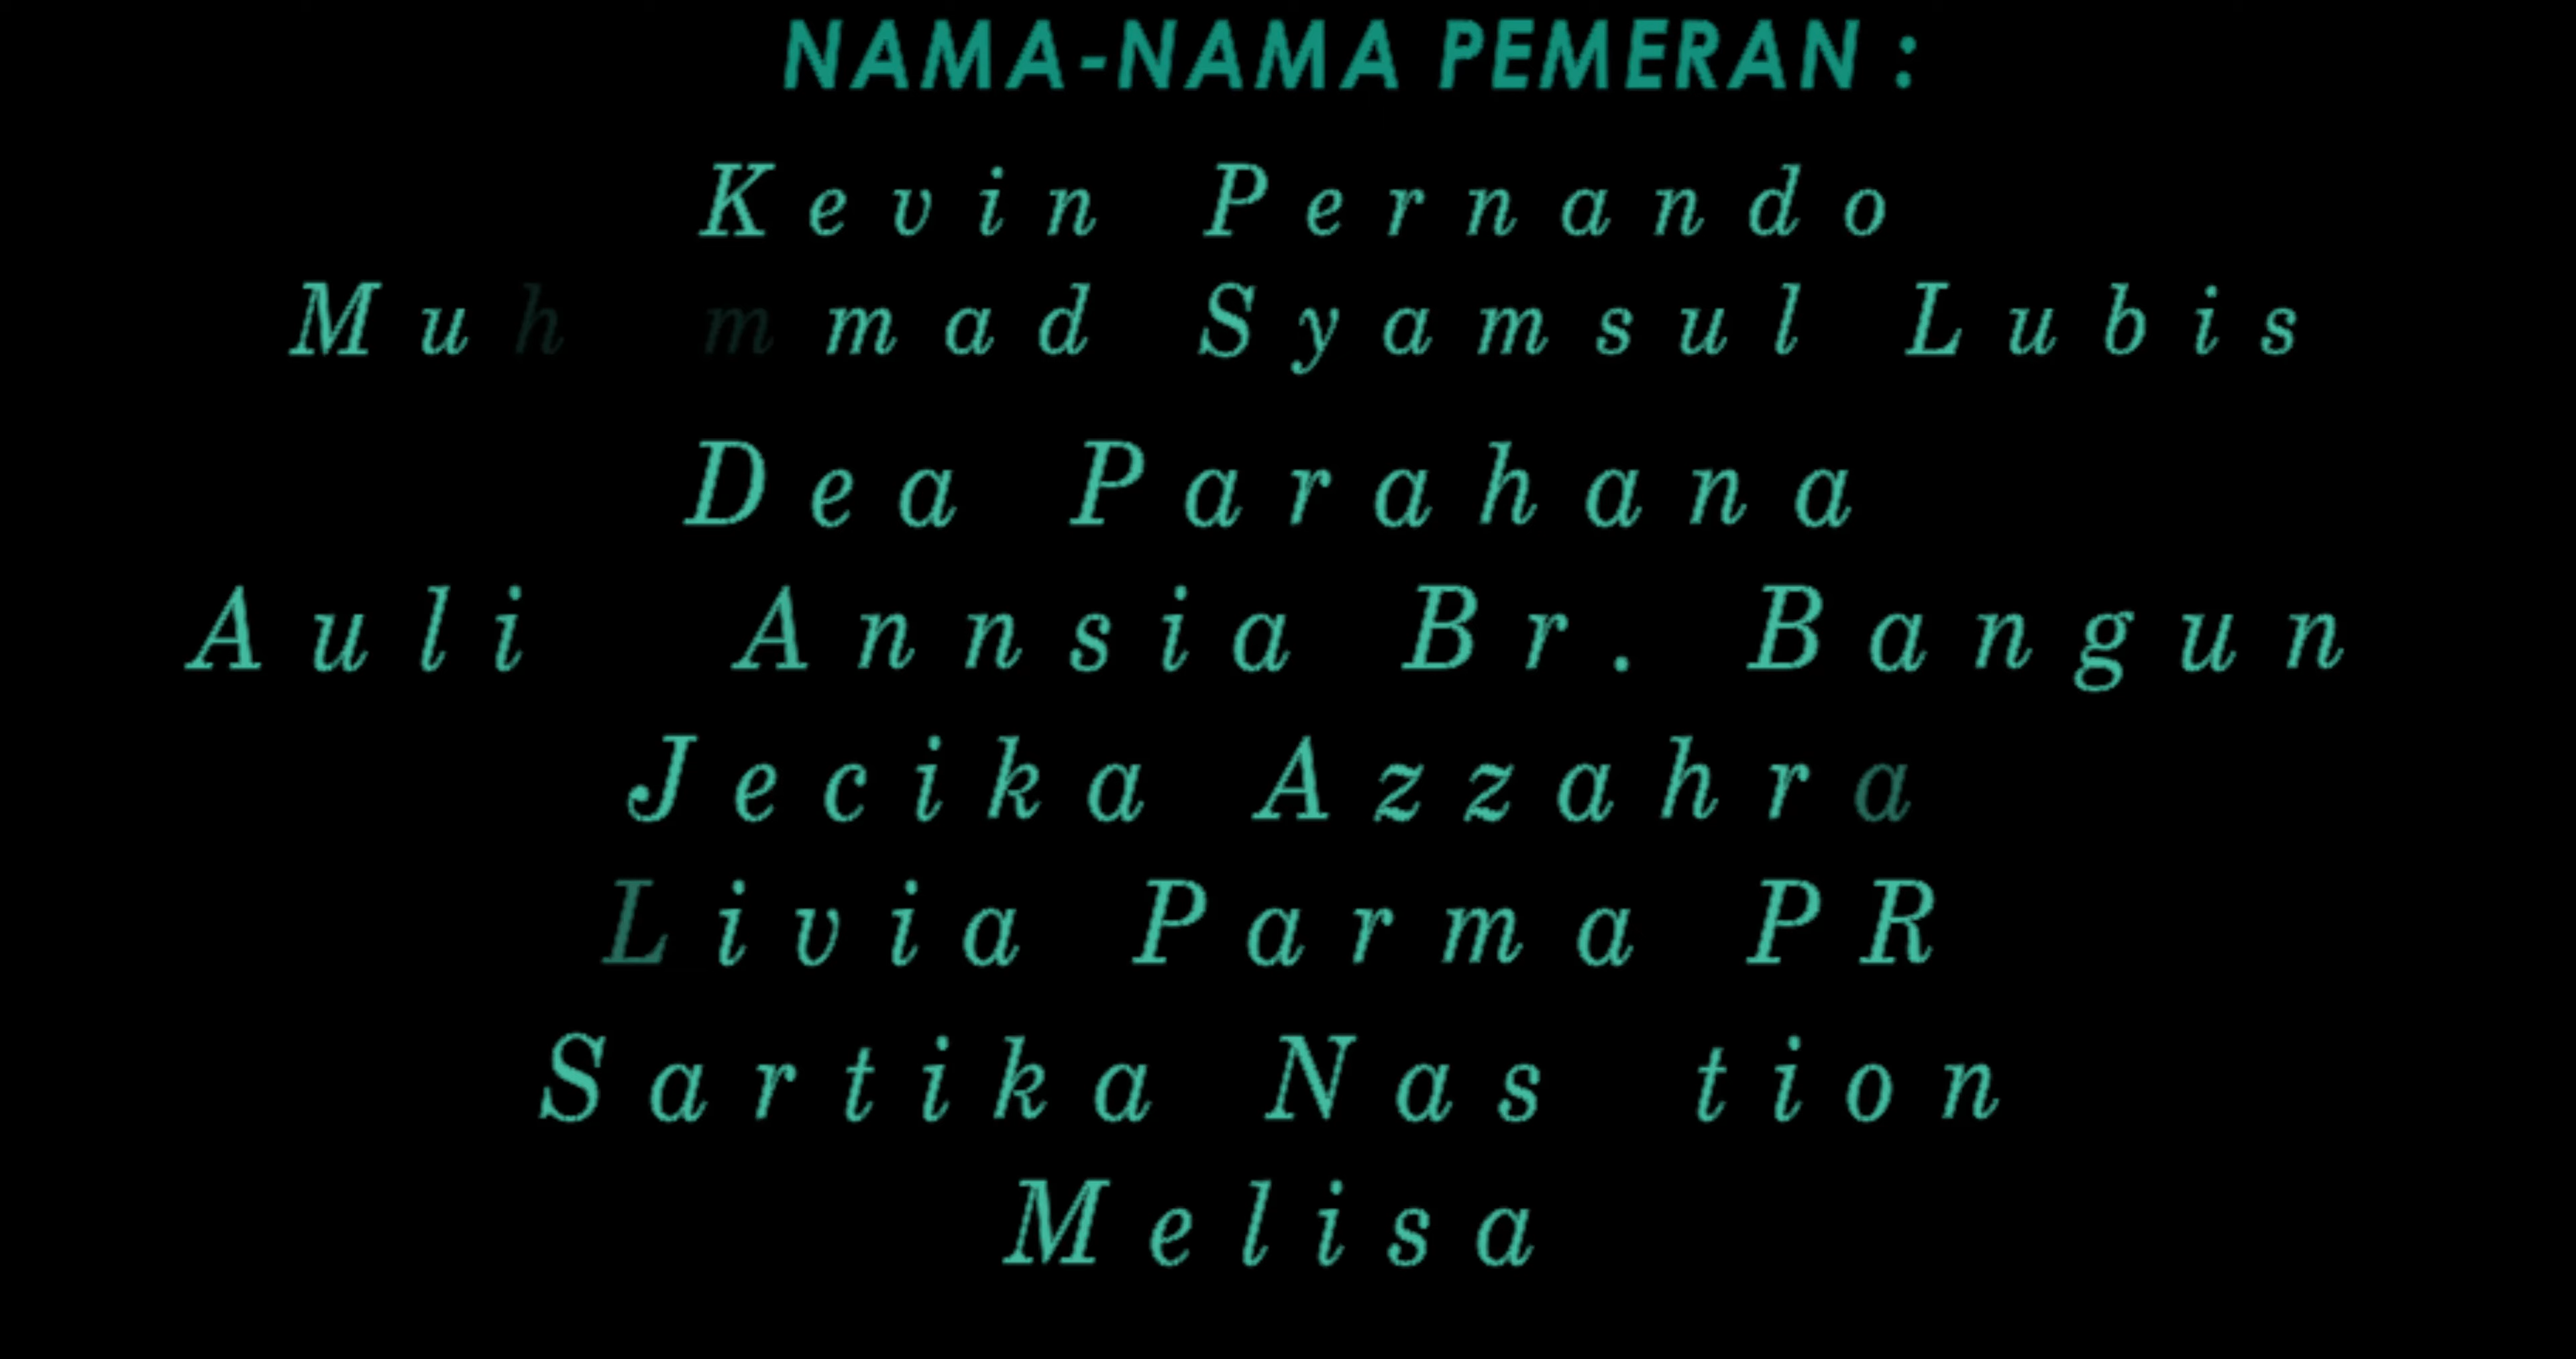 NAMA-NAMA PEMERAN :
Kevin Pernando
Muh mmad Syamsul Lubis
Dea Parahana
Auli Annsia Br. Bangun
Jecika Azzahra
Livia Parma PR
Sartika Nas tion
Melisa